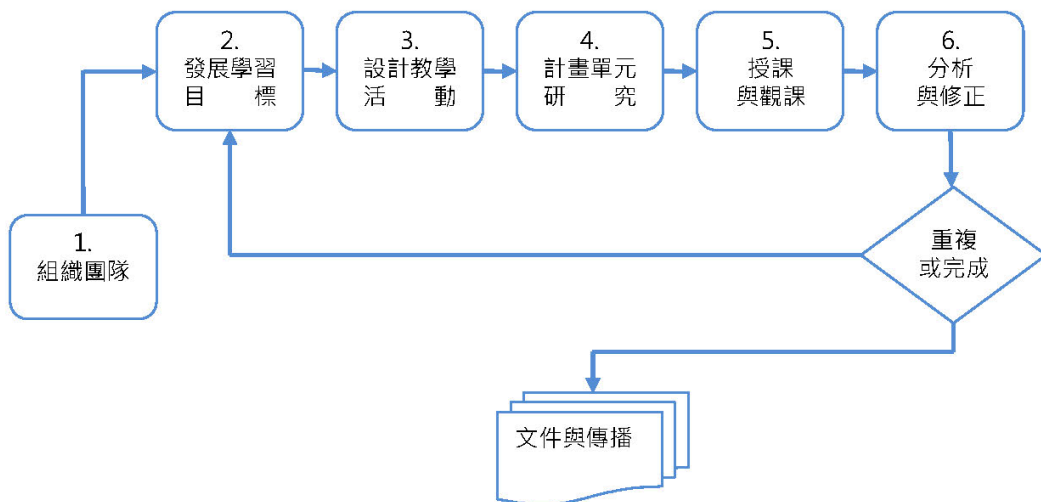 1.
組織團隊
2.
發展學習
目標
3.
設計教學
活動
4.
計畫單元
研究
5.
授課
與觀課
6.
分析
與修正
重複
或完成
文件與傳播